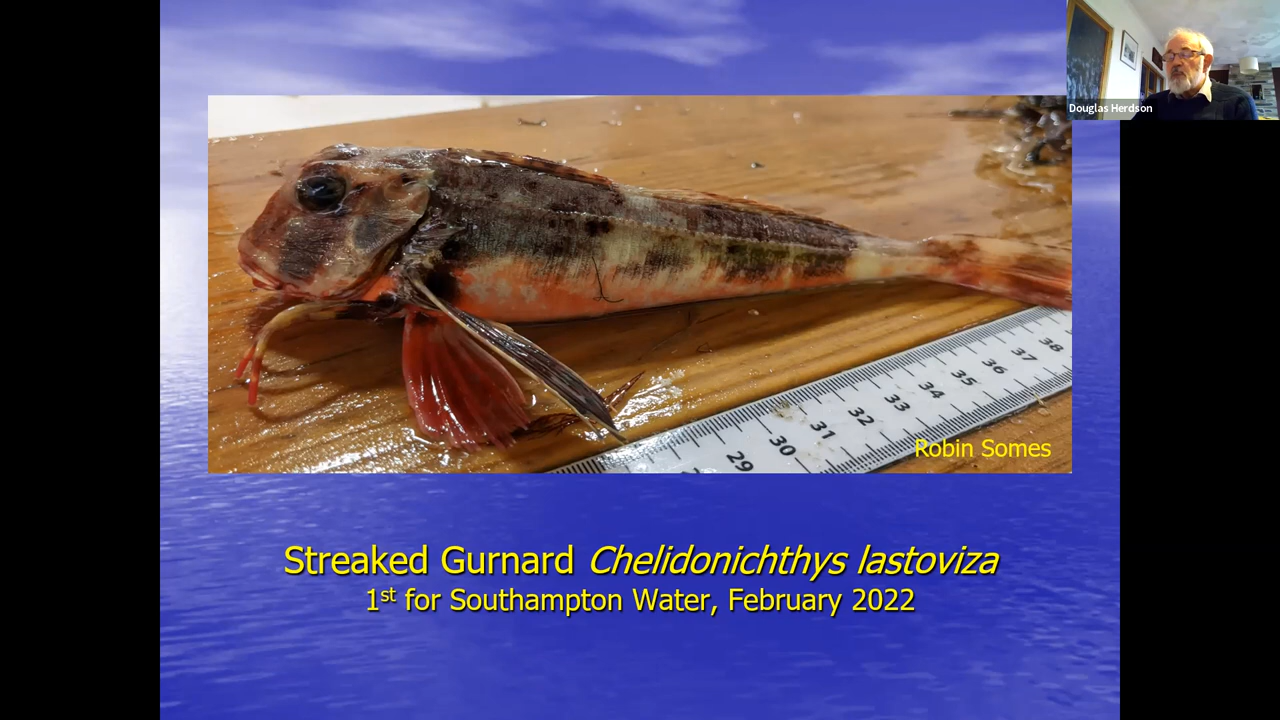 Douglas Herdson
38
37
36
35
34
33
32
31
30
29
Robin Somes
Streaked Gurnard Chelidonichthys lastoviza
1st for Southampton Water, February 2022